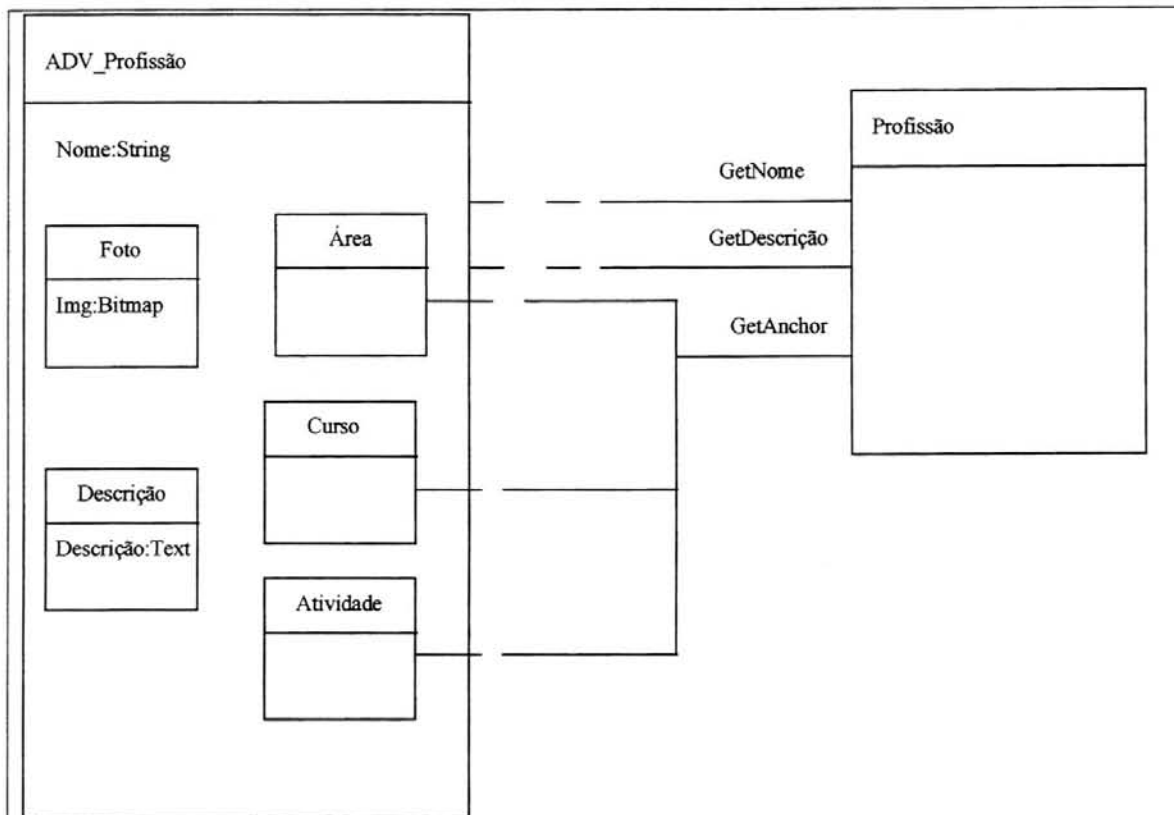 ADV_Profissão
Nome:String
Foto
Img:Bitmap
Área
Descrição
Descrição:Text
Curso
Atividade
GetNome
GetDescrição
GetAnchor
Profissão